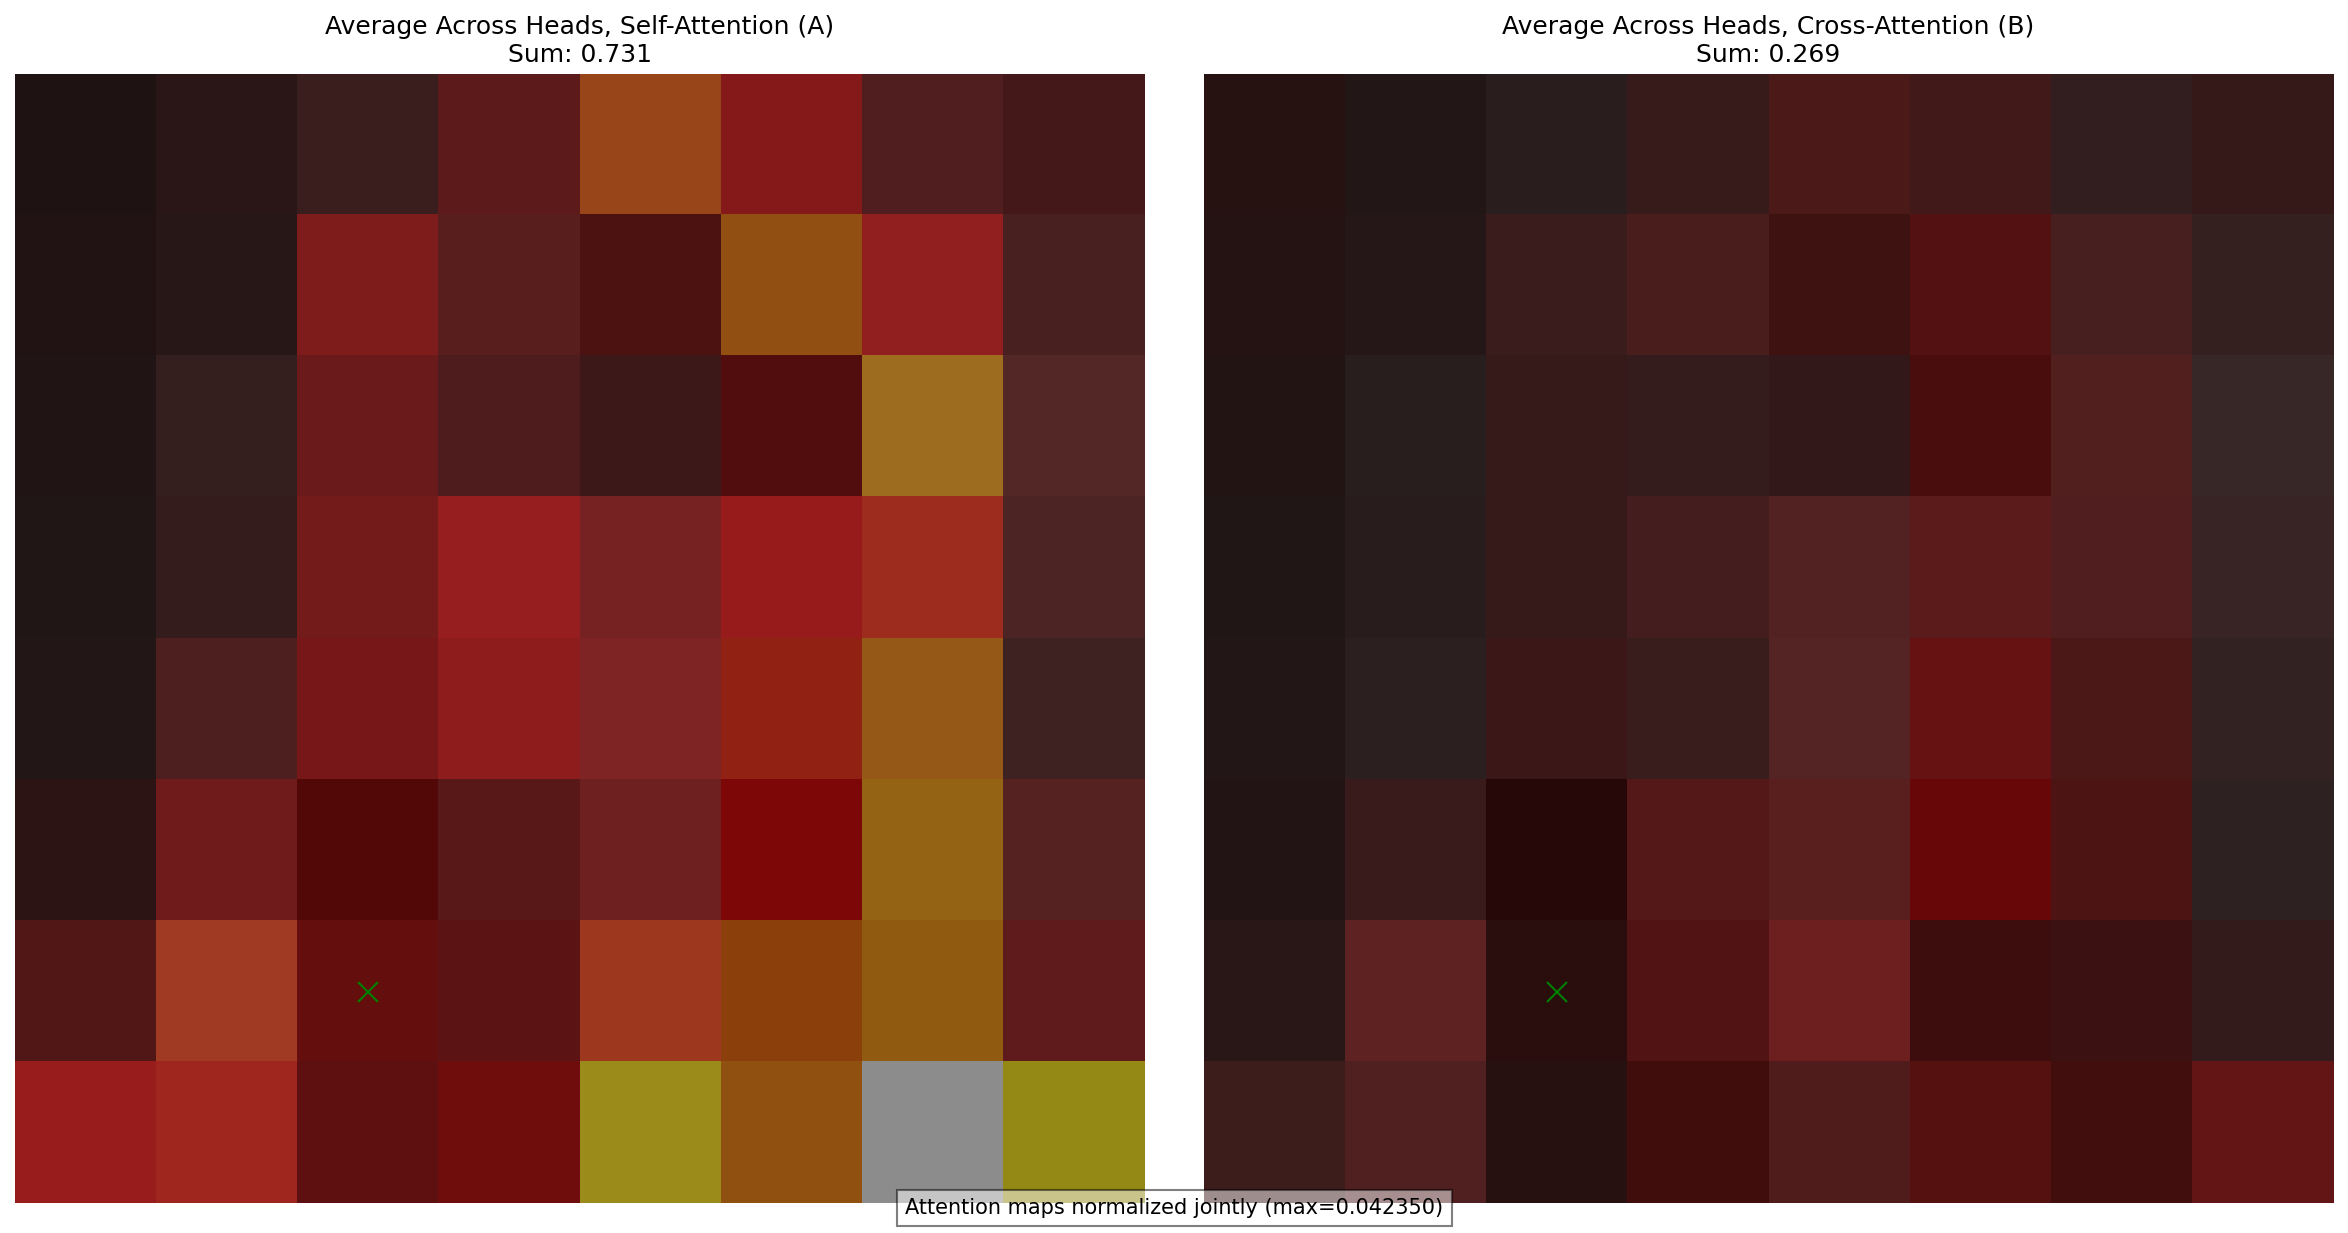 Average Across Heads, Self-Attention (A)
Sum: 0.731
Average Across Heads, Cross-Attention (B)
Sum: 0.269
Attention maps normalized jointly (max=0.042350)